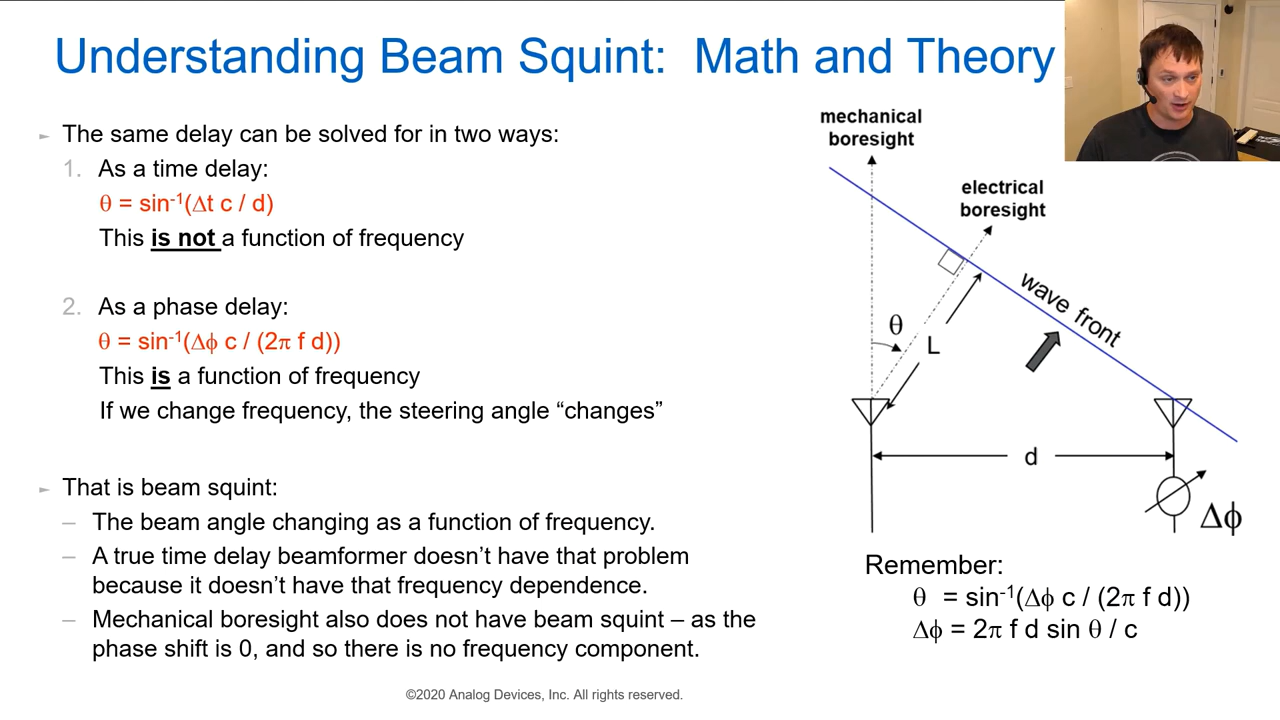 Understanding Beam Squint: Math and Theory
► The same delay can be solved for in two ways:
1. As a time delay:
θ = sin⁻¹(Δt c / d)
This is not a function of frequency
2. As a phase delay:
θ = sin⁻¹(Δϕ c / (2π f d))
This is a function of frequency
If we change frequency, the steering angle “changes”
► That is beam squint:
– The beam angle changing as a function of frequency.
– A true time delay beamformer doesn’t have that problem
because it doesn’t have that frequency dependence.
– Mechanical boresight also does not have beam squint – as the
phase shift is 0, and so there is no frequency component.
mechanical
boresight
electrical
boresight
wave front
θ
L
d
Δϕ
Remember:
θ = sin⁻¹(Δϕ c / (2π f d))
Δϕ = 2π f d sin θ / c
©2020 Analog Devices, Inc. All rights reserved.